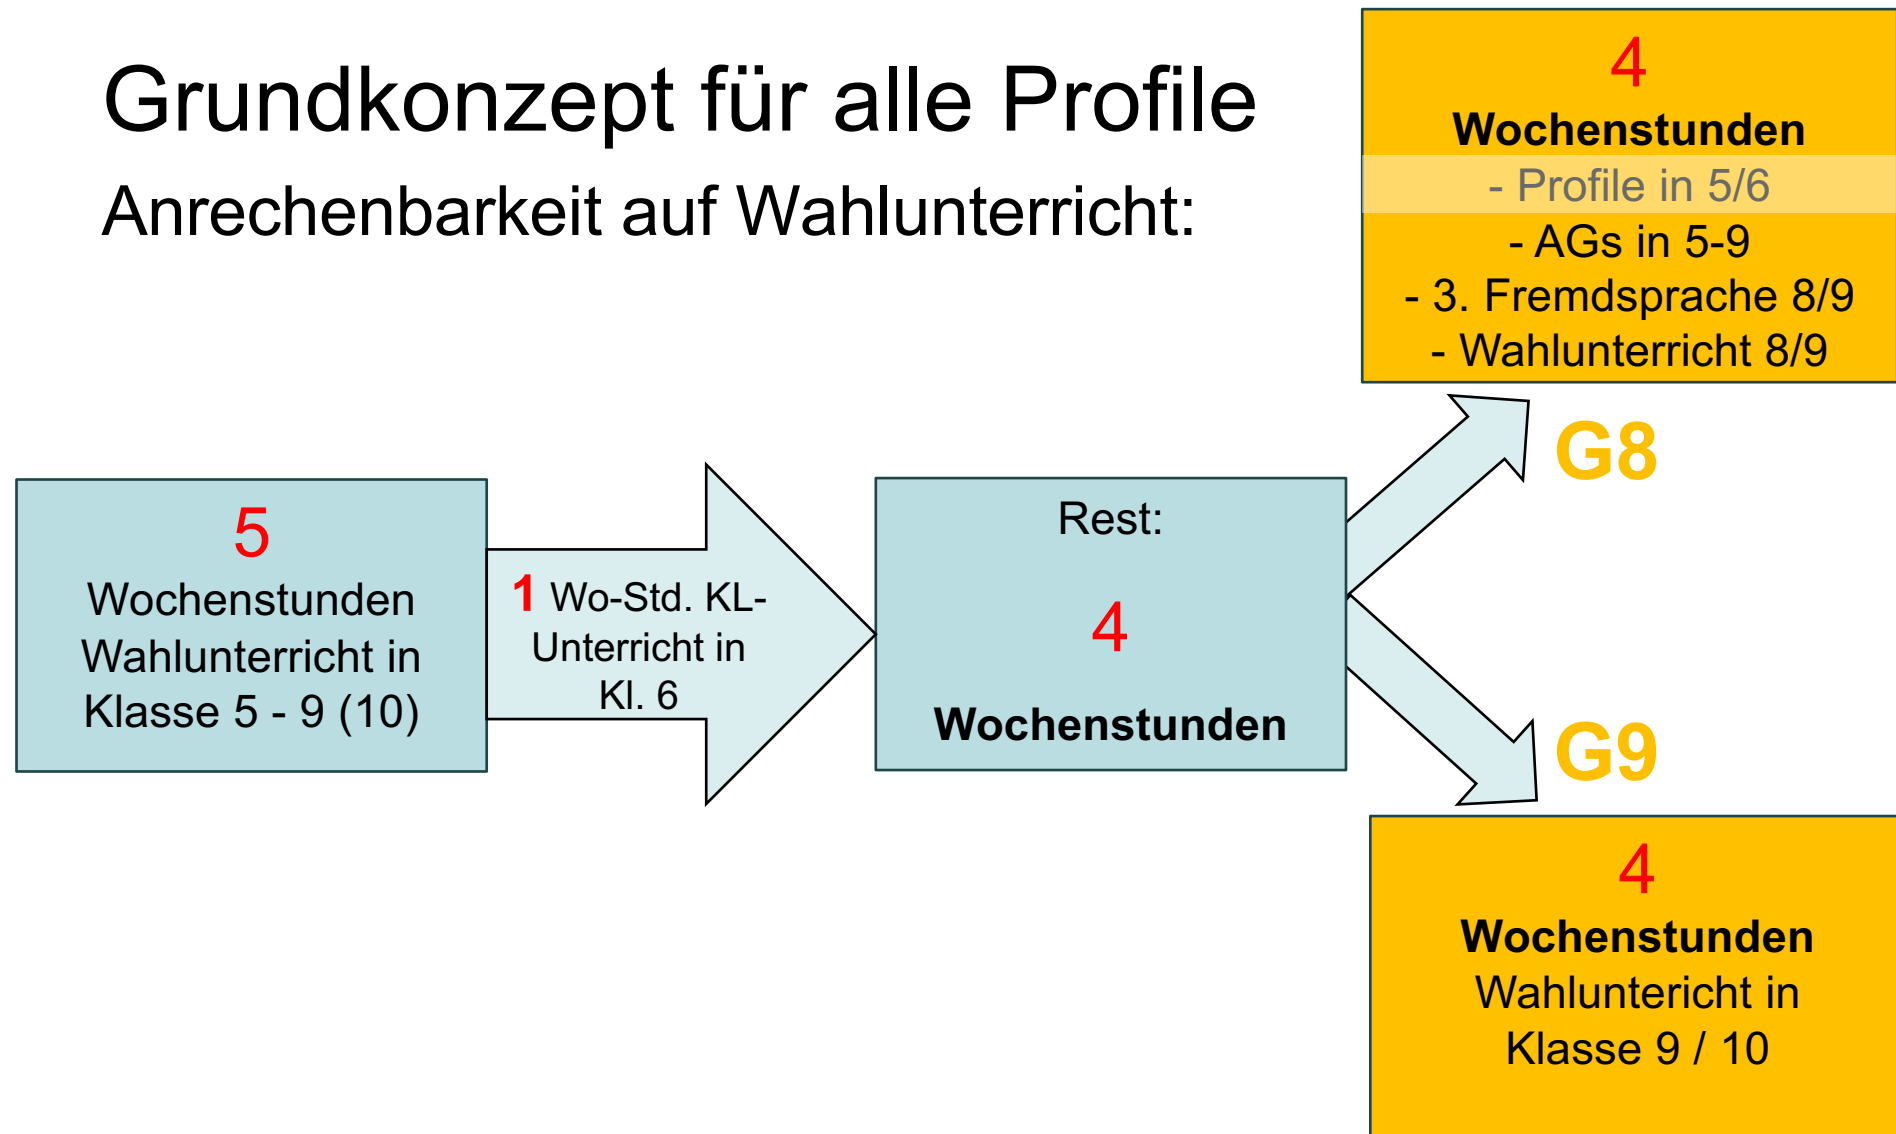 Grundkonzept für alle Profile
Anrechenbarkeit auf Wahlunterricht:
4
Wochenstunden
- Profile in 5/6
- AGs in 5-9
- 3. Fremdsprache 8/9
- Wahlunterricht 8/9
G8
5
Wochenstunden
Wahlunterricht in
Klasse 5 - 9 (10)
1 Wo-Std. KL-
Unterricht in
Kl. 6
Rest:
4
Wochenstunden
G9
4
Wochenstunden
Wahluntericht in
Klasse 9 / 10